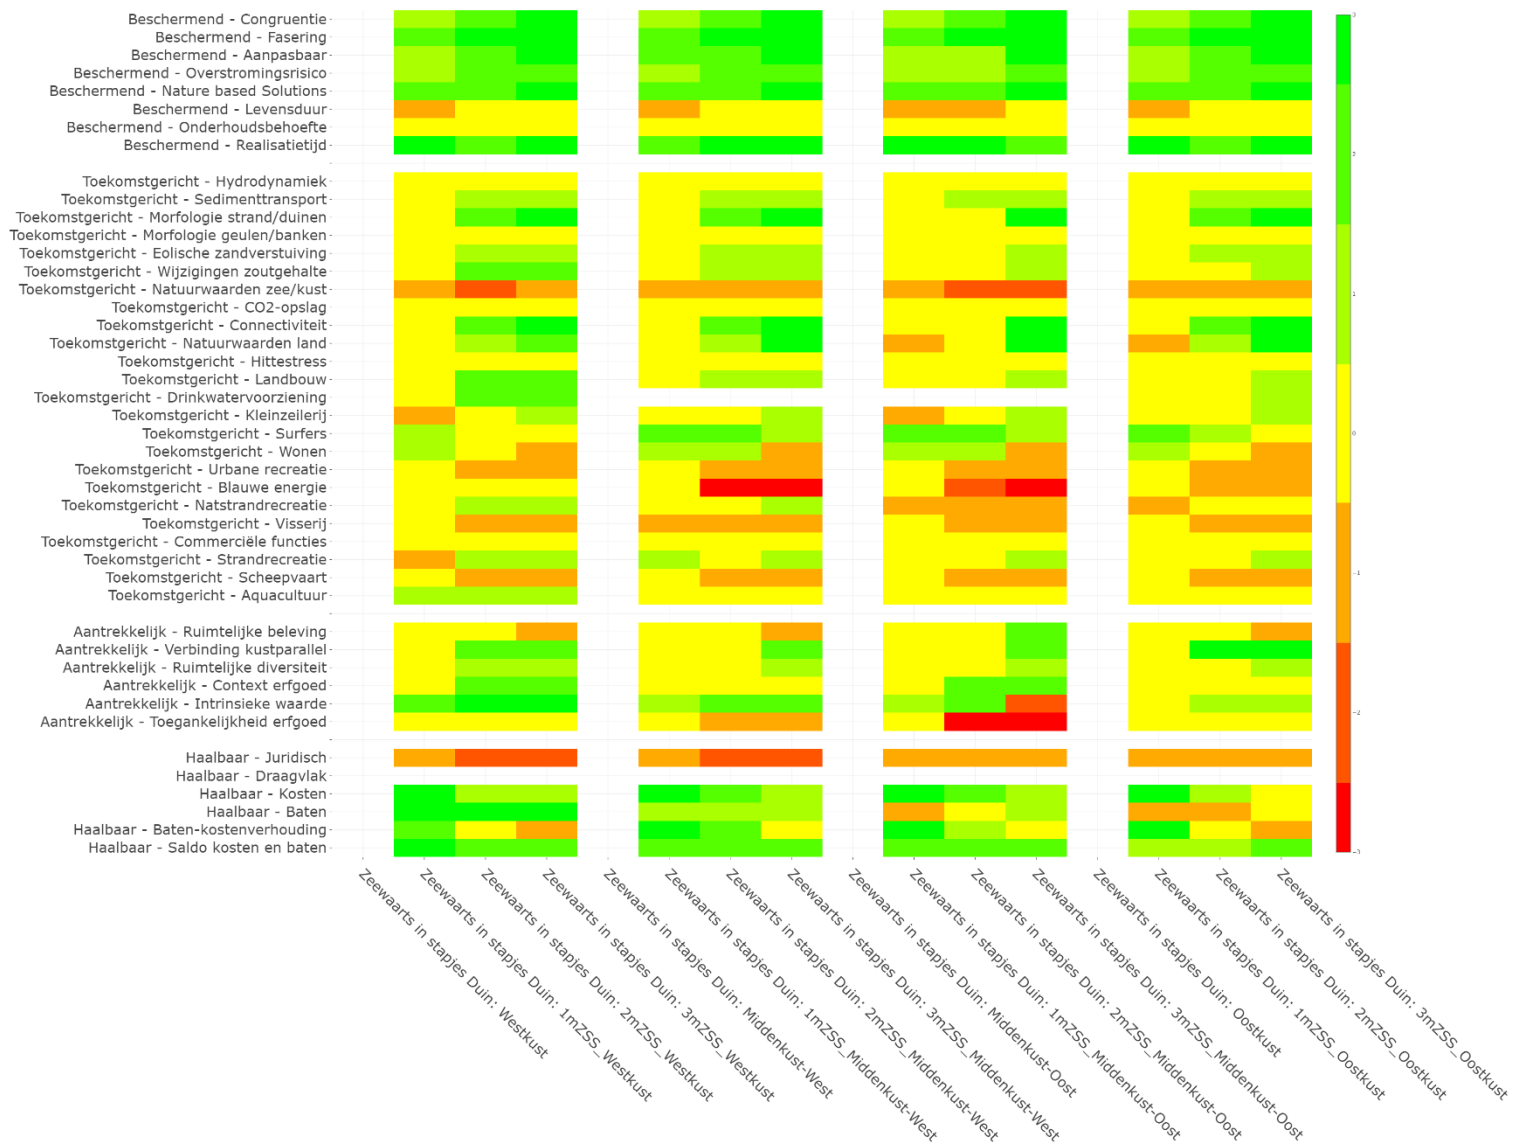 Beschermend - Congruentie
Beschermend - Fasering
Beschermend - Aanpasbaar
Beschermend - Overstromingsrisico
Beschermend - Nature based Solutions
Beschermend - Levensduur
Beschermend - Onderhoudsbehoefte
Beschermend - Realisatietijd
Toekomstgericht - Hydrodynamiek
Toekomstgericht - Sedimenttransport
Toekomstgericht - Morfologie strand/duinen
Toekomstgericht - Morfologie geulen/banken
Toekomstgericht - Eolische zandverstuiving
Toekomstgericht - Wijzigingen zoutgehalte
Toekomstgericht - Natuurwaarden zee/kust
Toekomstgericht - CO2-opslag
Toekomstgericht - Connectiviteit
Toekomstgericht - Natuurwaarden land
Toekomstgericht - Hittestress
Toekomstgericht - Landbouw
Toekomstgericht - Drinkwatervoorziening
Toekomstgericht - Kleinzeilerij
Toekomstgericht - Surfers
Toekomstgericht - Wonen
Toekomstgericht - Urbane recreatie
Toekomstgericht - Blauwe energie
Toekomstgericht - Natstrandrecreatie
Toekomstgericht - Visserij
Toekomstgericht - Commerciële functies
Toekomstgericht - Strandrecreatie
Toekomstgericht - Scheepvaart
Toekomstgericht - Aquacultuur
Aantrekkelijk - Ruimtelijke beleving
Aantrekkelijk - Verbinding kustparallel
Aantrekkelijk - Ruimtelijke diversiteit
Aantrekkelijk - Context erfgoed
Aantrekkelijk - Intrinsieke waarde
Aantrekkelijk - Toegankelijkheid erfgoed
Haalbaar - Juridisch
Haalbaar - Draagvlak
Haalbaar - Kosten
Haalbaar - Baten
Haalbaar - Baten-kostenverhouding
Haalbaar - Saldo kosten en baten
Zeewaarts in stapjes Duin: Westkust
Zeewaarts in stapjes Duin: 1mZSS_Westkust
Zeewaarts in stapjes Duin: 2mZSS_Westkust
Zeewaarts in stapjes Duin: 3mZSS_Westkust
Zeewaarts in stapjes Duin: Middenkust-West
Zeewaarts in stapjes Duin: 1mZSS_Middenkust-West
Zeewaarts in stapjes Duin: 2mZSS_Middenkust-West
Zeewaarts in stapjes Duin: 3mZSS_Middenkust-West
Zeewaarts in stapjes Duin: Middenkust-Oost
Zeewaarts in stapjes Duin: 1mZSS_Middenkust-Oost
Zeewaarts in stapjes Duin: 2mZSS_Middenkust-Oost
Zeewaarts in stapjes Duin: 3mZSS_Middenkust-Oost
Zeewaarts in stapjes Duin: Oostkust
Zeewaarts in stapjes Duin: 1mZSS_Oostkust
Zeewaarts in stapjes Duin: 2mZSS_Oostkust
Zeewaarts in stapjes Duin: 3mZSS_Oostkust
3
2
1
0
−1
−2
−3